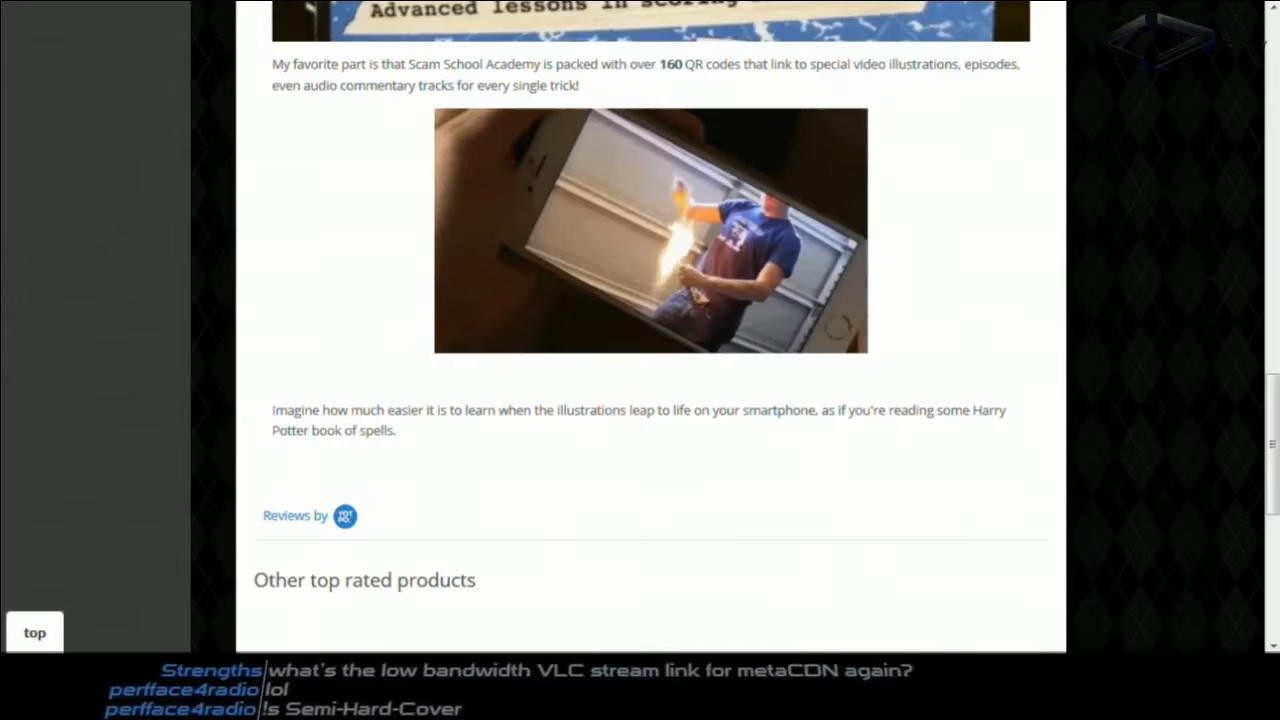 Advanced lessons in scoring
My favorite part is that Scam School Academy is packed with over 160 QR codes that link to special video illustrations, episodes,
even audio commentary tracks for every single trick!
Imagine how much easier it is to learn when the illustrations leap to life on your smartphone, as if you're reading some Harry
Potter book of spells.
Reviews by YOTPO.
Other top rated products
top
Strengths what's the low bandwidth VLC stream link for metaCDN again?
perfface4radio lol
perfface4radio !s Semi-Hard-Cover